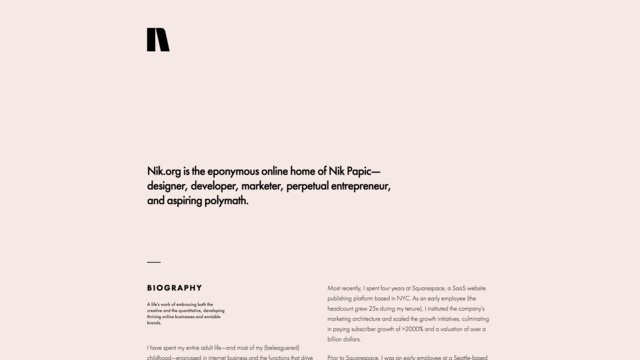 Nik.org is the eponymous online home of Nik Papic—
designer, developer, marketer, perpetual entrepreneur,
and aspiring polymath.
BIOGRAPHY
A life's work of embracing both the
creative and the quantitative, developing
thriving online businesses and enviable
brands.
I have spent my entire adult life—and most of my (beleaguered)
childhood—engrossed in internet business and the functions that drive
Most recently, I spent four years at Squarespace, a SaaS website
publishing platform based in NYC. As an early employee (the
headcount grew 25x during my tenure), I instituted the company's
marketing architecture and scaled the growth initiatives, culminating
in paying subscriber growth of >2000% and a valuation of over a
billion dollars.
Prior to Squarespace, I was an early employee at a Seattle-based